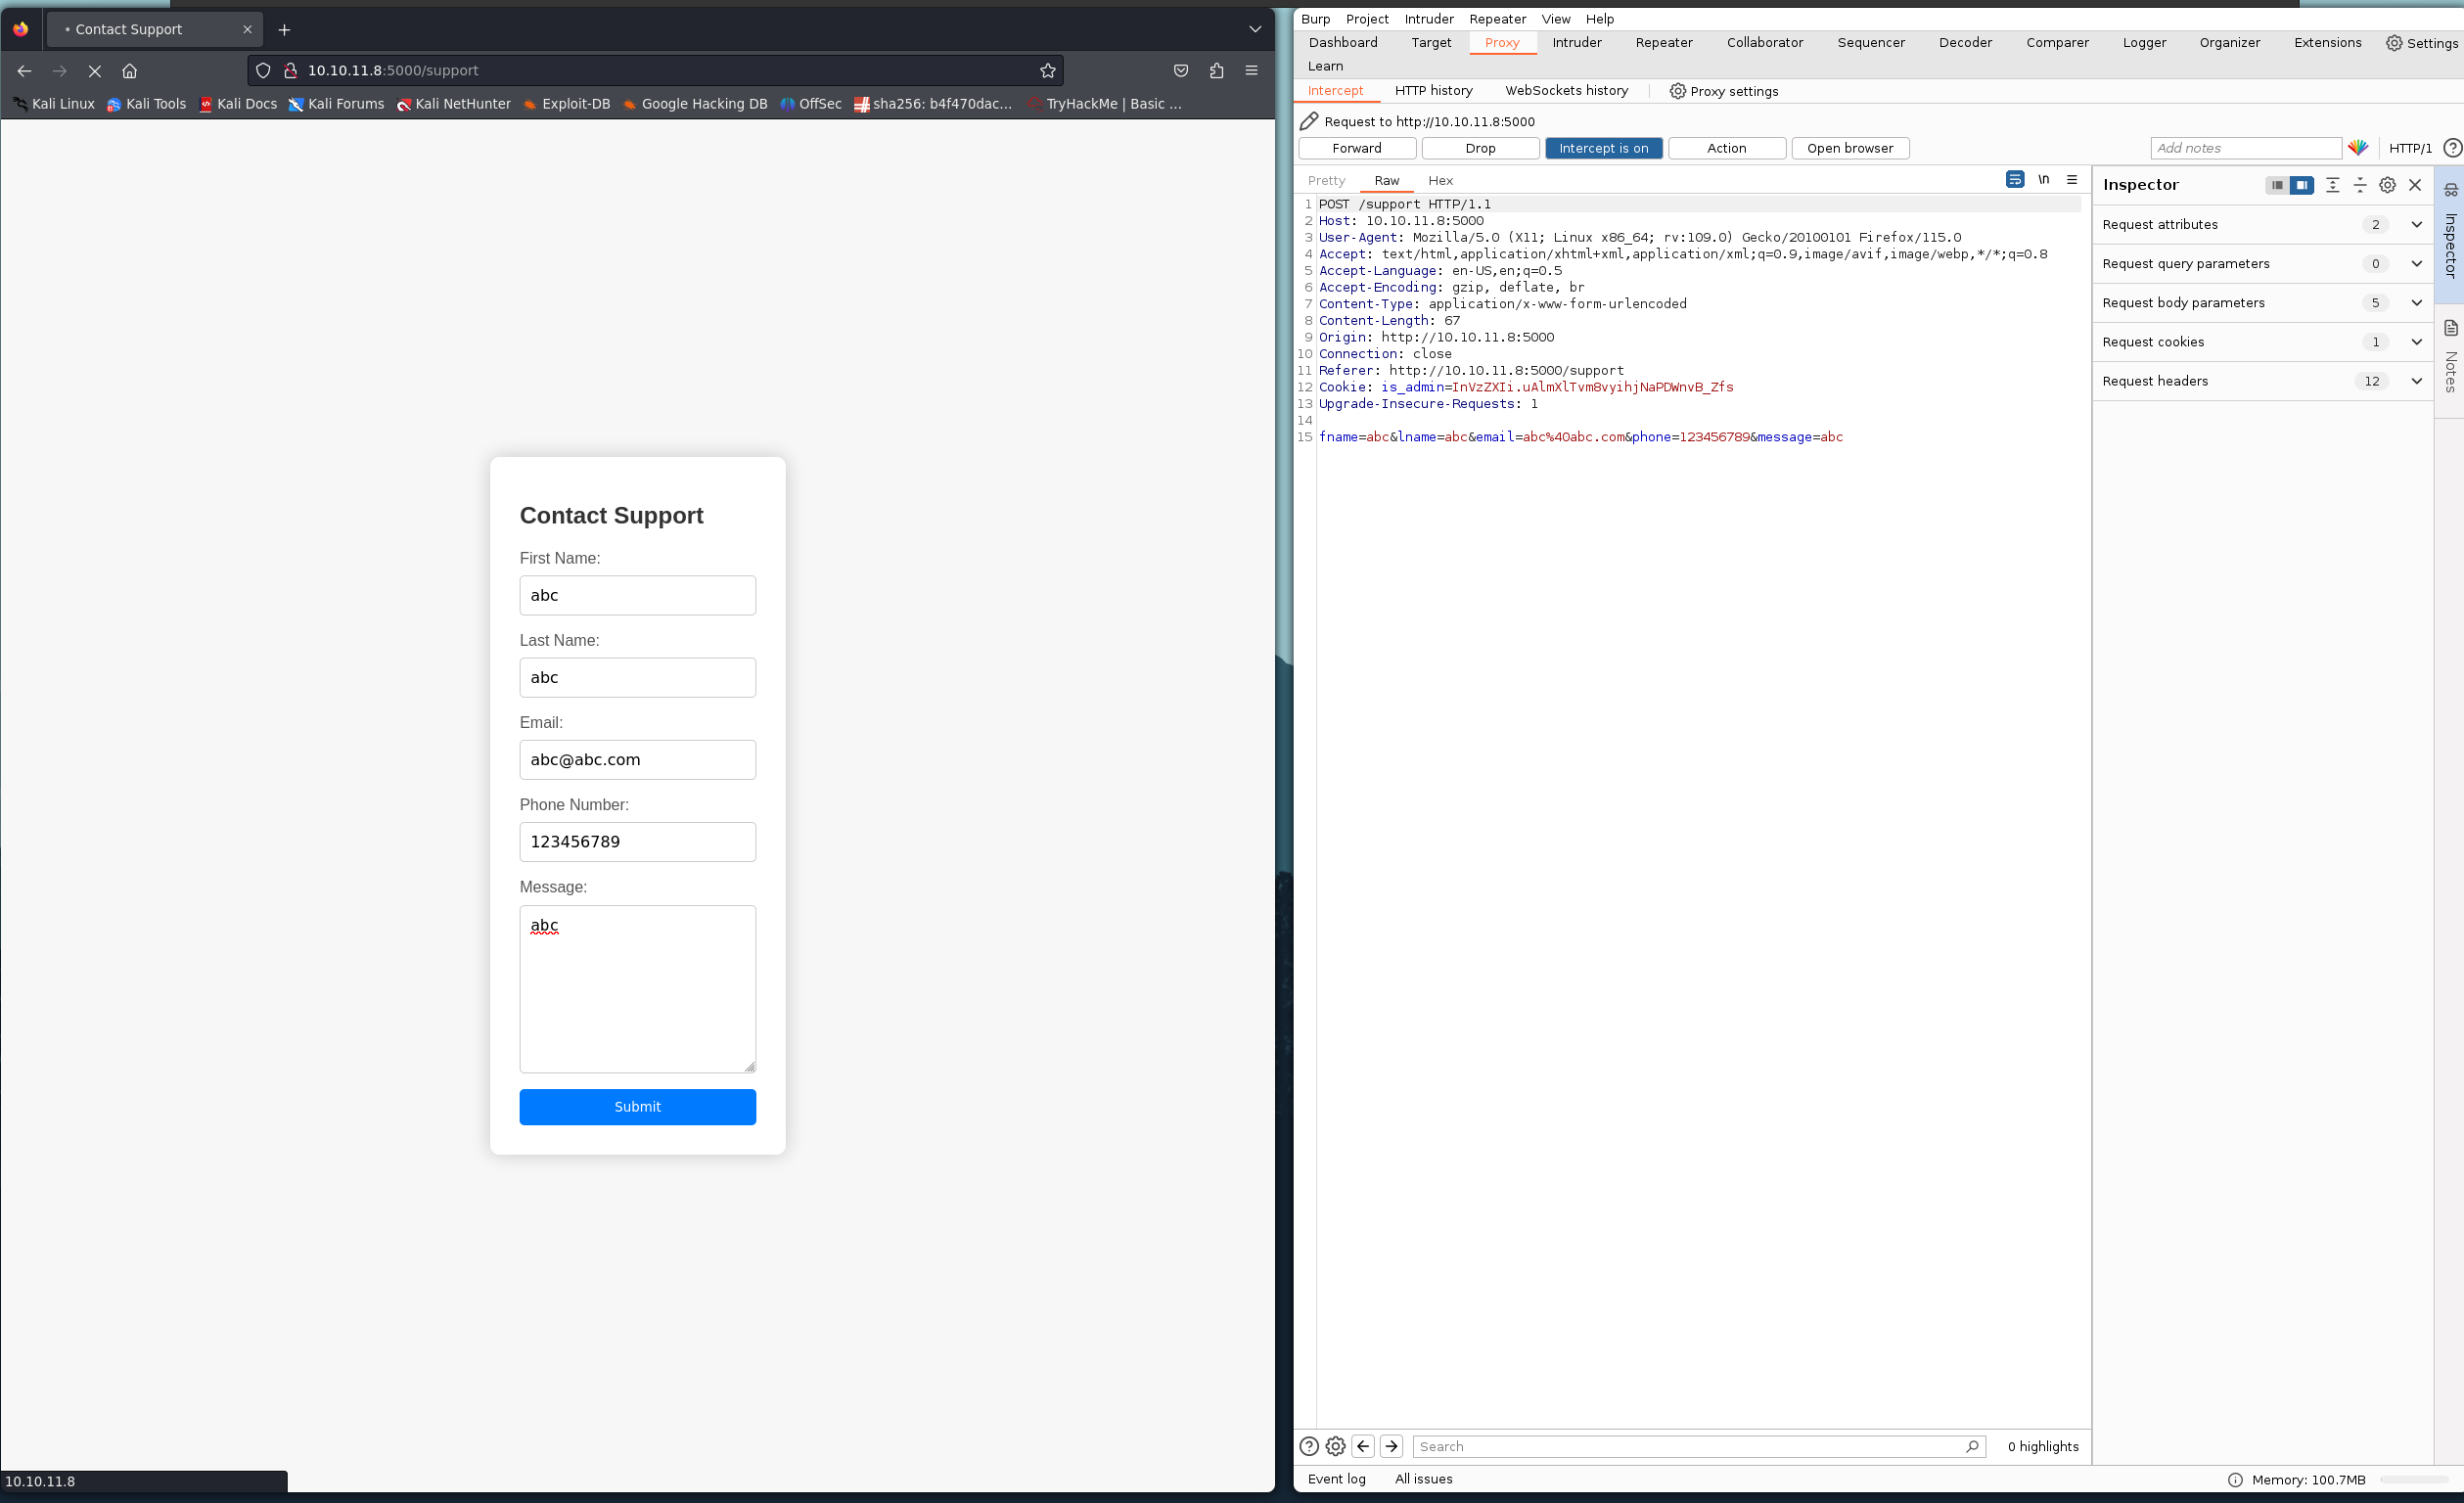 Contact Support
10.10.11.8:5000/support
Kali Linux Kali Tools Kali Docs Kali Forums Kali NetHunter Exploit-DB Google Hacking DB OffSec sha256: b4f470dac... TryHackMe | Basic ...
Contact Support
First Name:
abc
Last Name:
abc
Email:
abc@abc.com
Phone Number:
123456789
Message:
abc
Submit
10.10.11.8
Burp Project Intruder Repeater View Help
Dashboard Target Proxy Intruder Repeater Collaborator Sequencer Decoder Comparer Logger Organizer Extensions Settings
Learn
Intercept HTTP history WebSockets history Proxy settings
Request to http://10.10.11.8:5000
Forward Drop Intercept is on Action Open browser Add notes HTTP/1
Pretty Raw Hex \n
1 POST /support HTTP/1.1
2 Host: 10.10.11.8:5000
3 User-Agent: Mozilla/5.0 (X11; Linux x86_64; rv:109.0) Gecko/20100101 Firefox/115.0
4 Accept: text/html,application/xhtml+xml,application/xml;q=0.9,image/avif,image/webp,*/*;q=0.8
5 Accept-Language: en-US,en;q=0.5
6 Accept-Encoding: gzip, deflate, br
7 Content-Type: application/x-www-form-urlencoded
8 Content-Length: 67
9 Origin: http://10.10.11.8:5000
10 Connection: close
11 Referer: http://10.10.11.8:5000/support
12 Cookie: is_admin=InVzZXIi.uAlmXlTvm8vyihjNaPDWnvB_Zfs
13 Upgrade-Insecure-Requests: 1
14
15 fname=abc&lname=abc&email=abc%40abc.com&phone=123456789&message=abc
Inspector
Request attributes 2
Request query parameters 0
Request body parameters 5
Request cookies 1
Request headers 12
Inspector
Notes
Search 0 highlights
Event log All issues Memory: 100.7MB